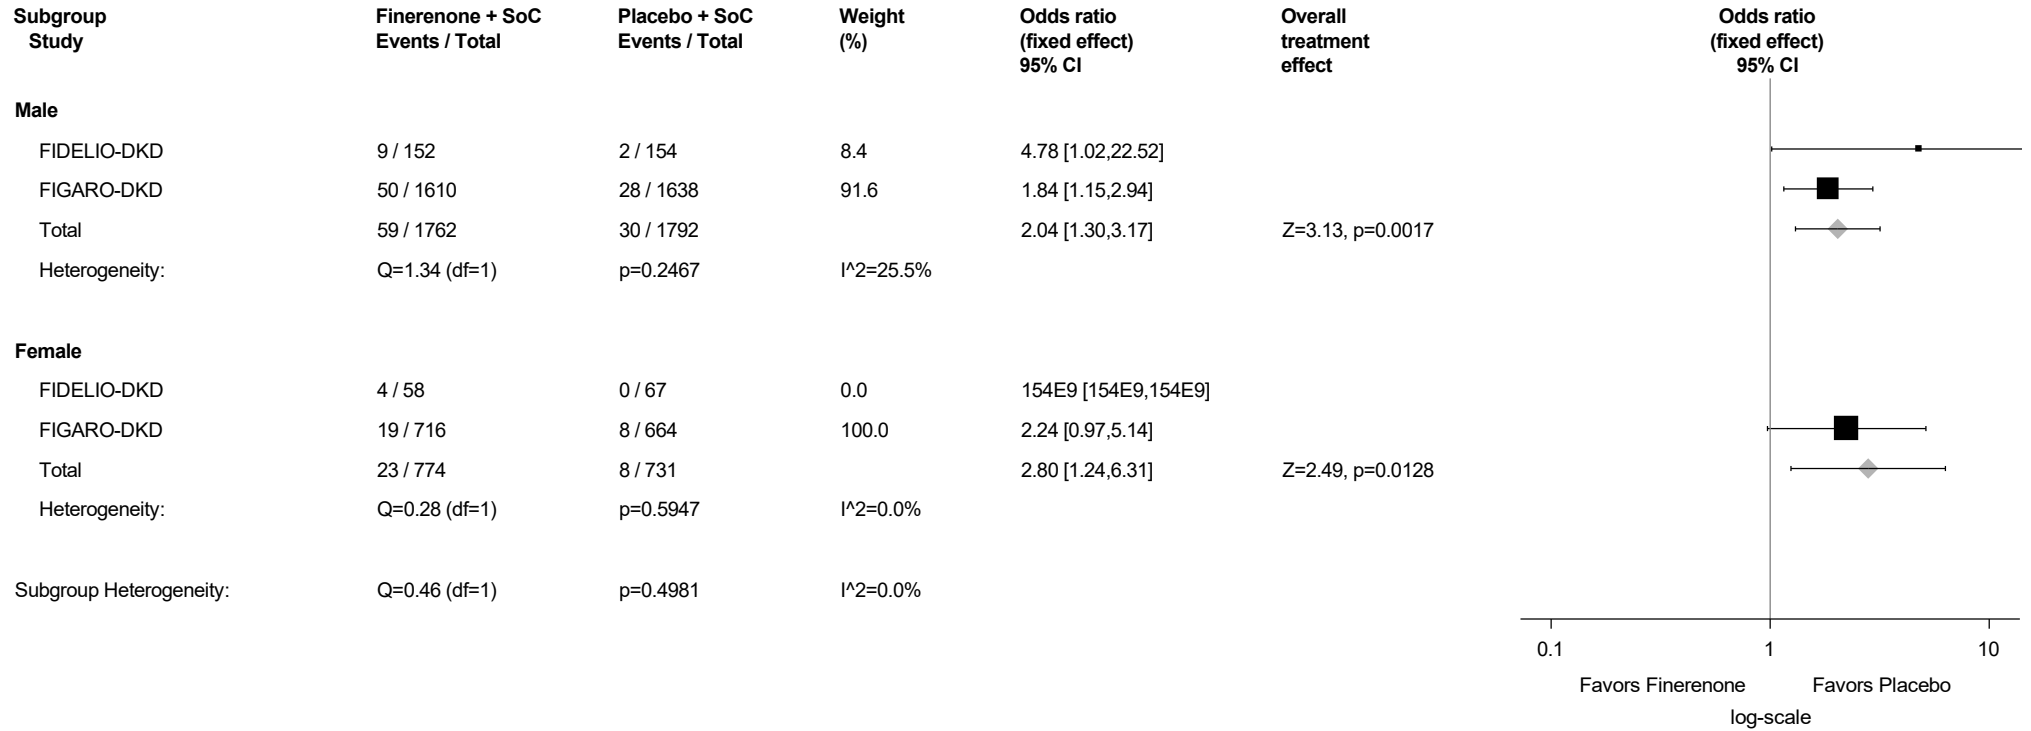 Subgroup Finerenone + SoC Placebo + SoC Weight Odds ratio Overall Odds ratio
Study Events / Total Events / Total (%) (fixed effect) treatment (fixed effect)
95% CI effect 95% CI
Male
FIDELIO-DKD 9 / 152 2 / 154 8.4 4.78 [1.02,22.52]
FIGARO-DKD 50 / 1610 28 / 1638 91.6 1.84 [1.15,2.94]
Total 59 / 1762 30 / 1792 2.04 [1.30,3.17] Z=3.13, p=0.0017
Heterogeneity: Q=1.34 (df=1) p=0.2467 I^2=25.5%
Female
FIDELIO-DKD 4 / 58 0 / 67 0.0 154E9 [154E9,154E9]
FIGARO-DKD 19 / 716 8 / 664 100.0 2.24 [0.97,5.14]
Total 23 / 774 8 / 731 2.80 [1.24,6.31] Z=2.49, p=0.0128
Heterogeneity: Q=0.28 (df=1) p=0.5947 I^2=0.0%
Subgroup Heterogeneity: Q=0.46 (df=1) p=0.4981 I^2=0.0%
0.1 1 10
Favors Finerenone Favors Placebo
log-scale